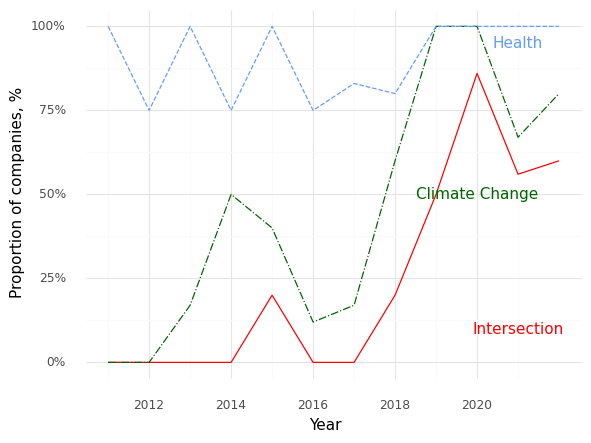 100%
Health
75%
50%
Climate Change
25%
Intersection
0%
Proportion of companies, %
2012 2014 2016 2018 2020
Year